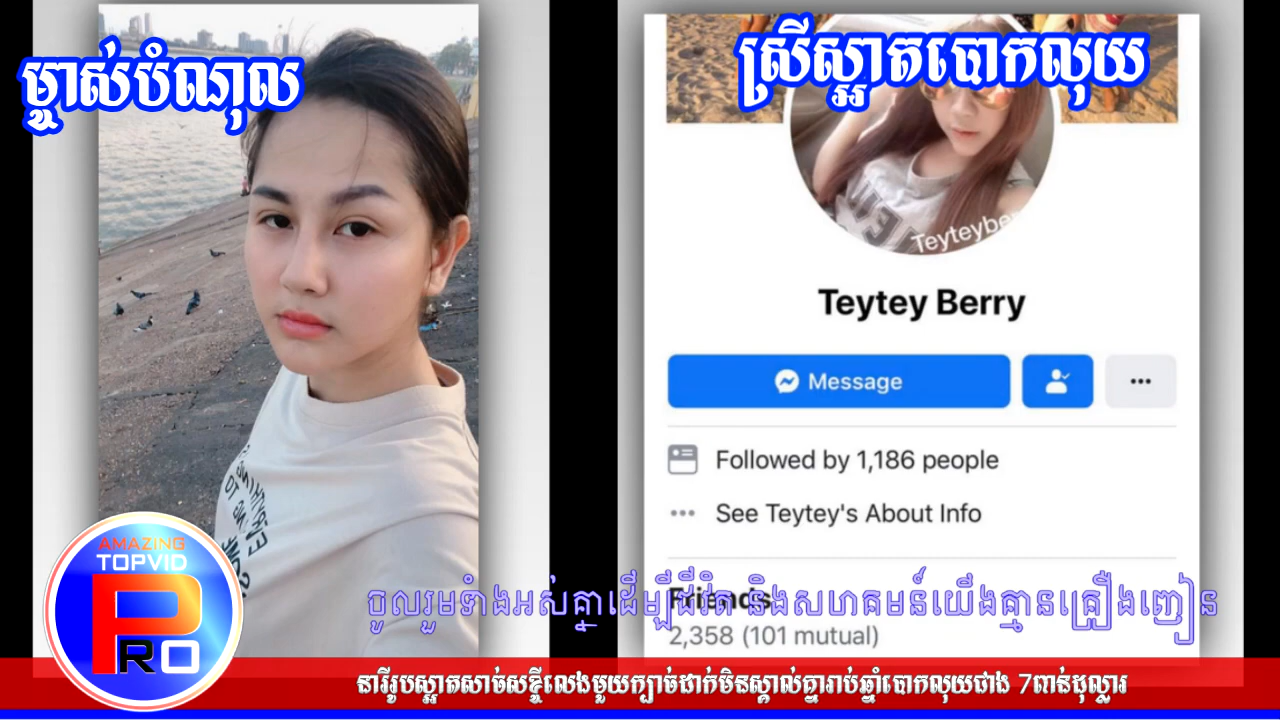 ម្ចាស់បំណុល
ស្រីស្អាតបោកលុយ
Teyteybe
Teytey Berry
Message
Followed by 1,186 people
See Teytey's About Info
Friends
2,358 (101 mutual)
ចូលរួមទាំងអស់គ្នាដើម្បីជីវិត និងសហគមន៍យើងគ្មានគ្រឿងញៀន
AMAZING
TOPVID
PRO
នារីរូបស្អាតសាច់សខ្ចីលេងមួយក្បាច់ដាក់មិនស្គាល់គ្នារាប់ឆ្នាំបោកលុយជាង 7ពាន់ដុល្លារ